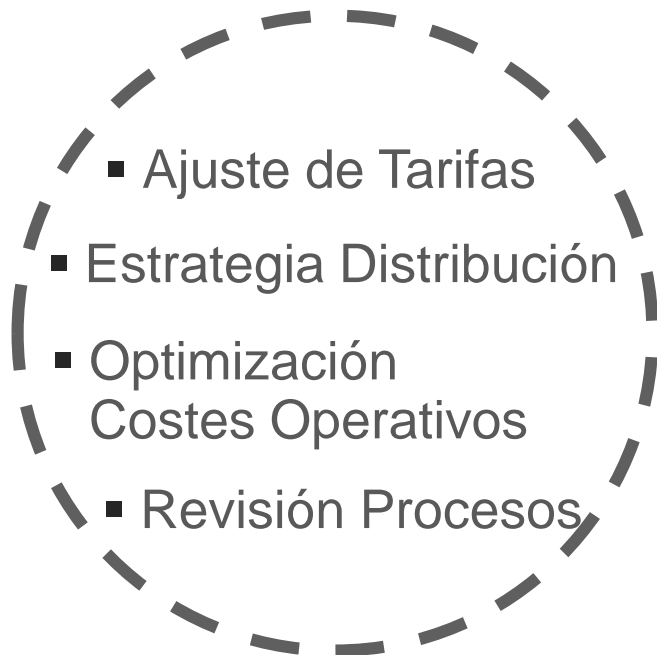 ▪ Ajuste de Tarifas
▪ Estrategia Distribución
▪ Optimización
Costes Operativos
▪ Revisión Procesos